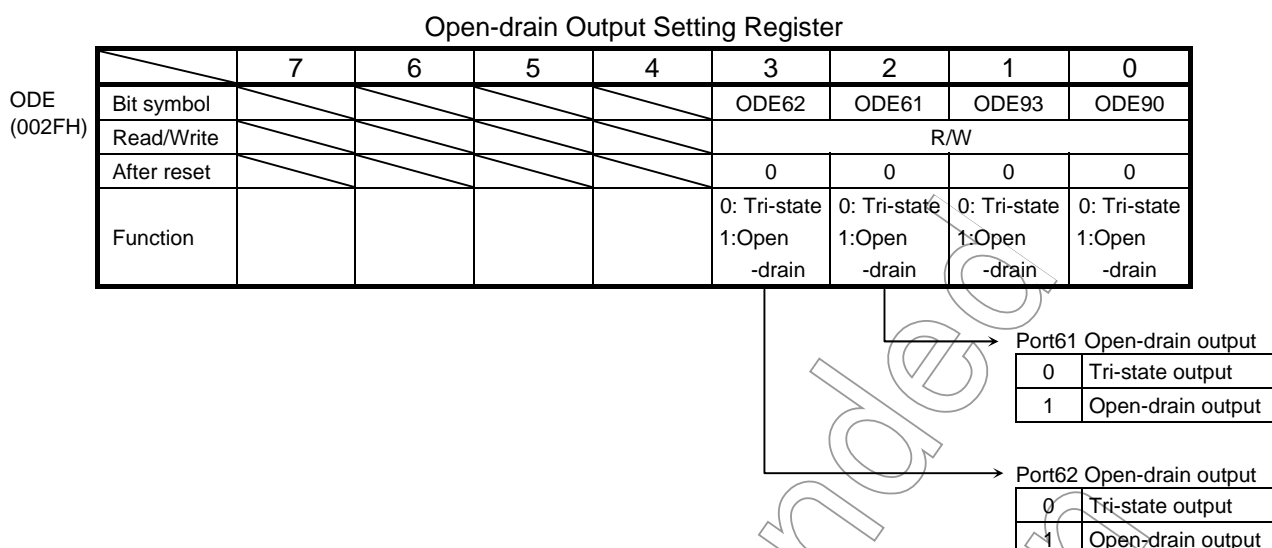 Open-drain Output Setting Register
7 6 5 4 3 2 1 0
ODE
(002FH)
Bit symbol ODE62 ODE61 ODE93 ODE90
Read/Write R/W
After reset 0 0 0 0
Function 0: Tri-state 0: Tri-state 0: Tri-state 0: Tri-state
1:Open 1:Open 1:Open 1:Open
-drain -drain -drain -drain
Port61 Open-drain output
0 Tri-state output
1 Open-drain output
Port62 Open-drain output
0 Tri-state output
1 Open-drain output